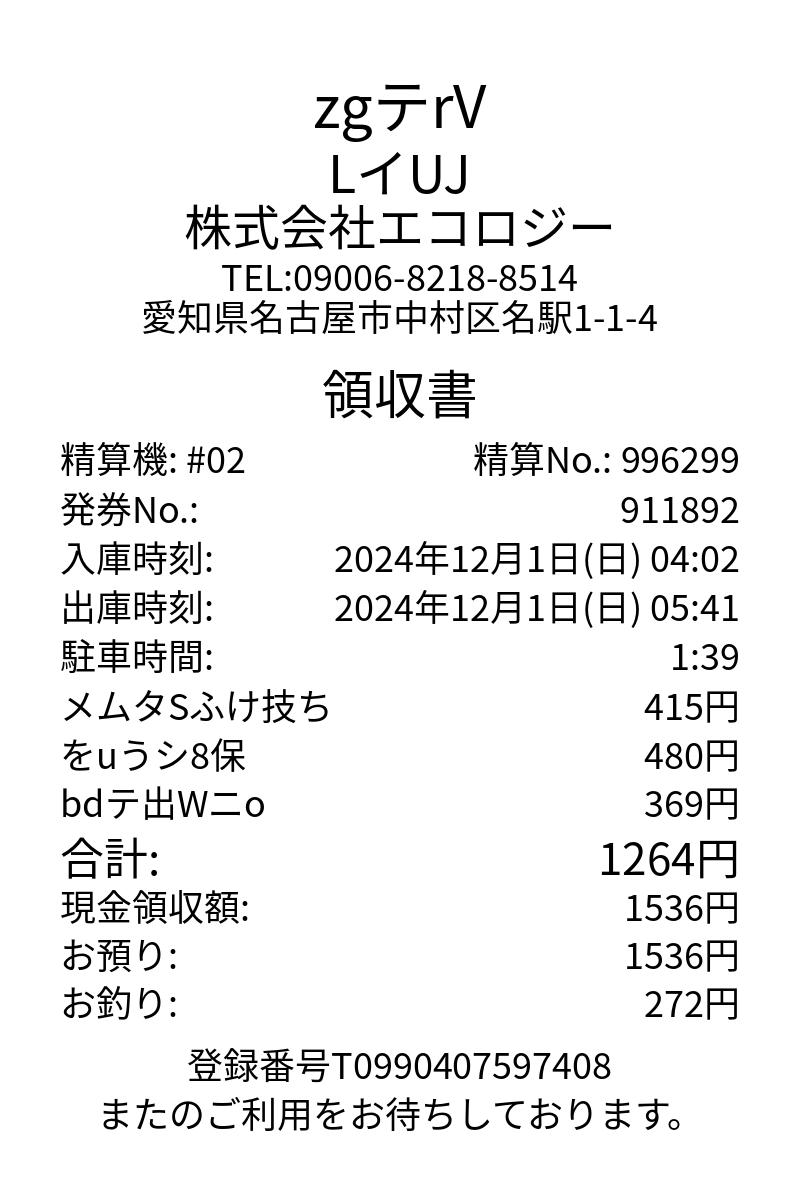 zgテrV
LイUJ
株式会社エコロジー
TEL:09006-8218-8514
愛知県名古屋市中村区名駅1-1-4
領収書
精算機: #02 精算No.: 996299
発券No.: 911892
入庫時刻: 2024年12月1日(日) 04:02
出庫時刻: 2024年12月1日(日) 05:41
駐車時間: 1:39
メムタSふけ技ち 415円
をuうシ8保 480円
bdテ出Wニo 369円
合計: 1264円
現金領収額: 1536円
お預り: 1536円
お釣り: 272円
登録番号T0990407597408
またのご利用をお待ちしております。